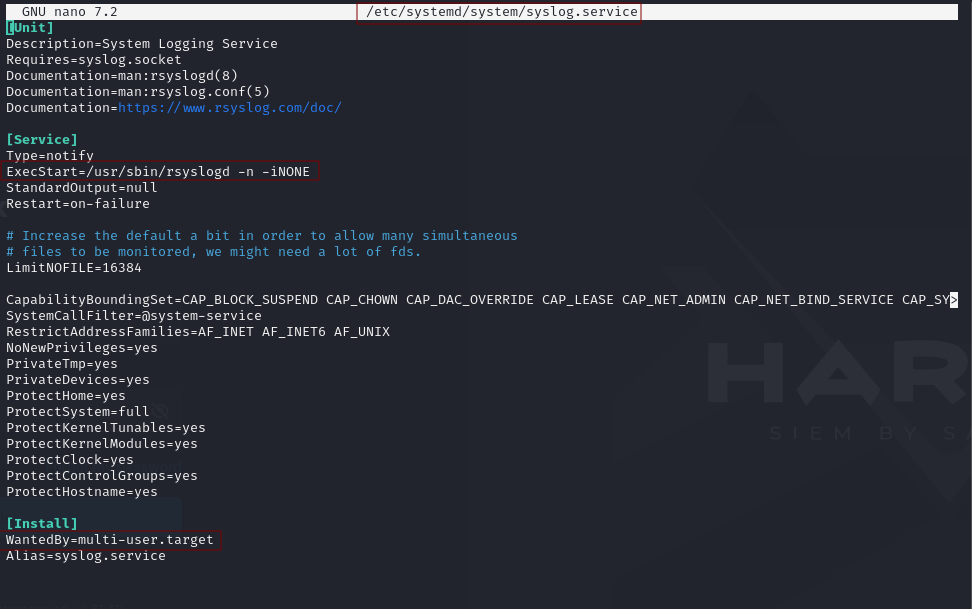 GNU nano 7.2 /etc/systemd/system/syslog.service
[Unit]
Description=System Logging Service
Requires=syslog.socket
Documentation=man:rsyslogd(8)
Documentation=man:rsyslog.conf(5)
Documentation=https://www.rsyslog.com/doc/
[Service]
Type=notify
ExecStart=/usr/sbin/rsyslogd -n -iNONE
StandardOutput=null
Restart=on-failure
# Increase the default a bit in order to allow many simultaneous
# files to be monitored, we might need a lot of fds.
LimitNOFILE=16384
CapabilityBoundingSet=CAP_BLOCK_SUSPEND CAP_CHOWN CAP_DAC_OVERRIDE CAP_LEASE CAP_NET_ADMIN CAP_NET_BIND_SERVICE CAP_SY>
SystemCallFilter=@system-service
RestrictAddressFamilies=AF_INET AF_INET6 AF_UNIX
NoNewPrivileges=yes
PrivateTmp=yes
PrivateDevices=yes
ProtectHome=yes
ProtectSystem=full
ProtectKernelTunables=yes
ProtectKernelModules=yes
ProtectClock=yes
ProtectControlGroups=yes
ProtectHostname=yes
HAR
SIEM BY SA
[Install]
WantedBy=multi-user.target
Alias=syslog.service